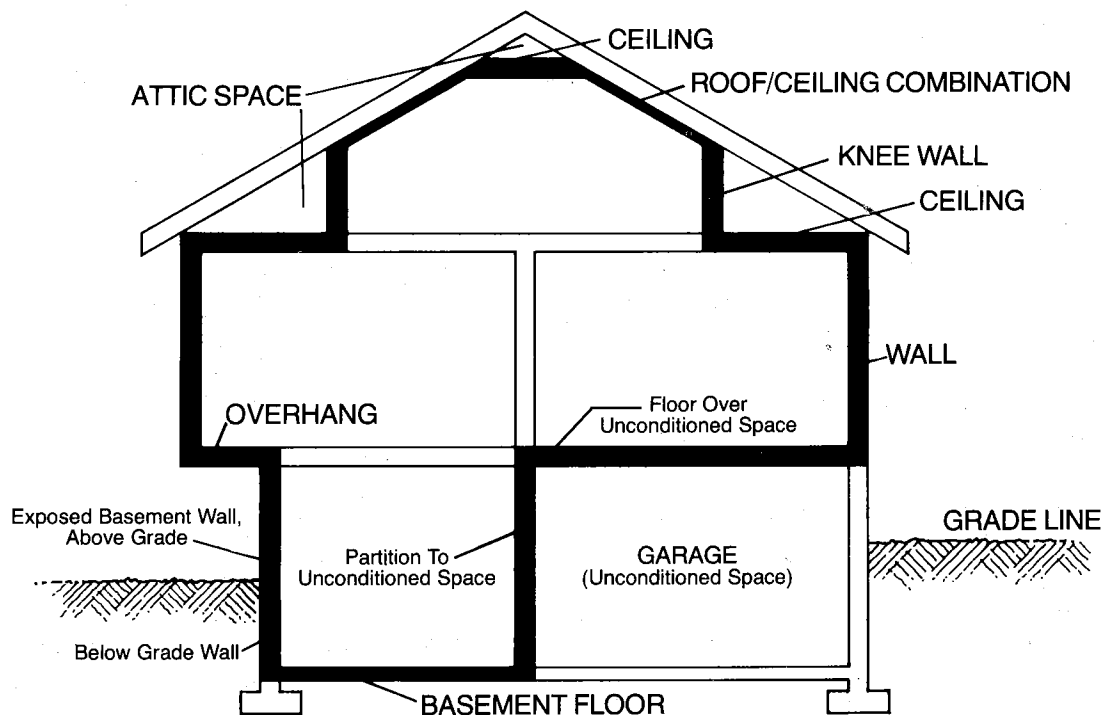 CEILING
ROOF/CEILING COMBINATION
ATTIC SPACE
KNEE WALL
CEILING
WALL
OVERHANG
Floor Over
Unconditioned Space
Exposed Basement Wall,
Above Grade
Partition To
Unconditioned Space
GARAGE
(Unconditioned Space)
GRADE LINE
Below Grade Wall
BASEMENT FLOOR